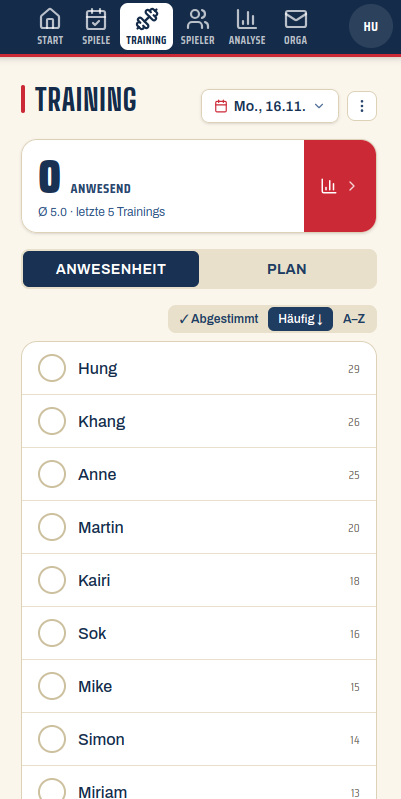 START SPIELE TRAINING SPIELER ANALYSE ORGA
HU
TRAINING
Mo., 16.11.
0 ANWESEND
Ø 5.0 · letzte 5 Trainings
ANWESENHEIT PLAN
✓ Abgestimmt Häufig ↓ A–Z
Hung 29
Khang 26
Anne 25
Martin 20
Kairi 18
Sok 16
Mike 15
Simon 14
Miriam 13